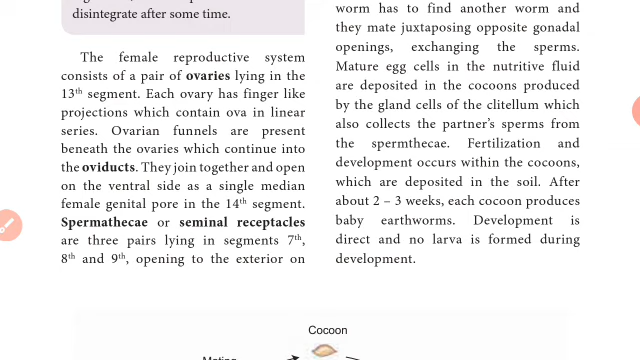 disintegrate after some time.
The female reproductive system
consists of a pair of ovaries lying in the
13th segment. Each ovary has finger like
projections which contain ova in linear
series. Ovarian funnels are present
beneath the ovaries which continue into
the oviducts. They join together and open
on the ventral side as a single median
female genital pore in the 14th segment.
Spermathecae or seminal receptacles
are three pairs lying in segments 7th,
8th and 9th, opening to the exterior on
worm has to find another worm and
they mate juxtaposing opposite gonadal
openings, exchanging the sperms.
Mature egg cells in the nutritive fluid
are deposited in the cocoons produced
by the gland cells of the clitellum which
also collects the partner's sperms from
the spermthecae. Fertilization and
development occurs within the cocoons,
which are deposited in the soil. After
about 2 – 3 weeks, each cocoon produces
baby earthworms. Development is
direct and no larva is formed during
development.
Cocoon
Mating